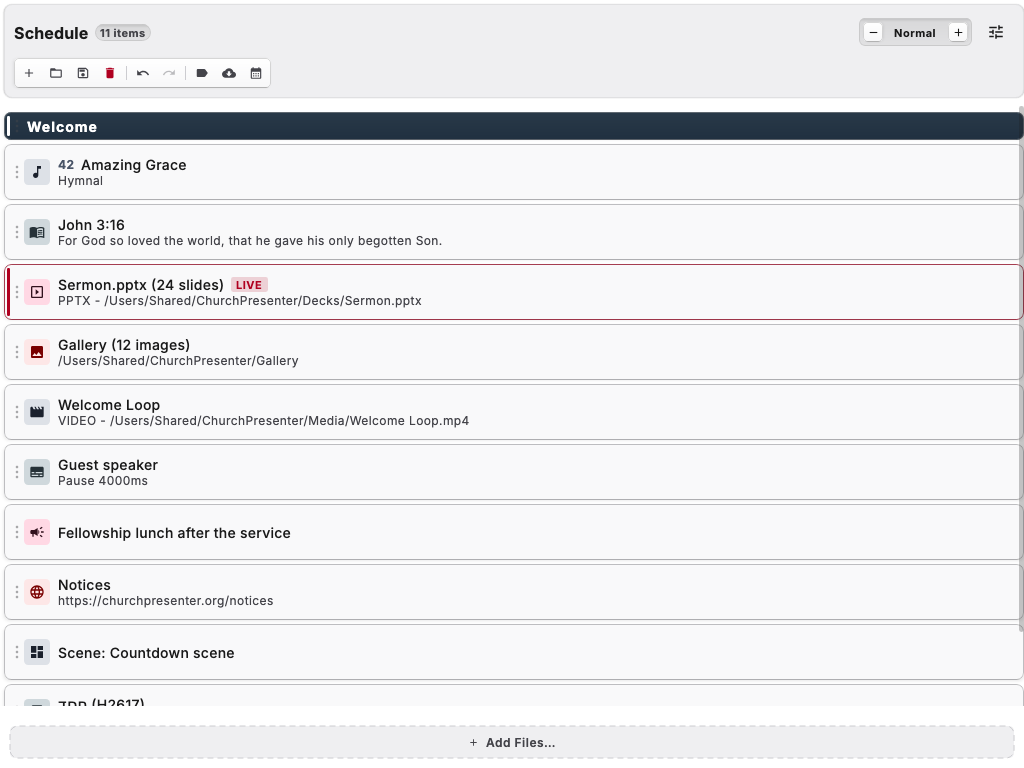 Schedule 11 items
− Normal +
Welcome
42 Amazing Grace
Hymnal
John 3:16
For God so loved the world, that he gave his only begotten Son.
Sermon.pptx (24 slides) LIVE
PPTX - /Users/Shared/ChurchPresenter/Decks/Sermon.pptx
Gallery (12 images)
/Users/Shared/ChurchPresenter/Gallery
Welcome Loop
VIDEO - /Users/Shared/ChurchPresenter/Media/Welcome Loop.mp4
Guest speaker
Pause 4000ms
Fellowship lunch after the service
Notices
https://churchpresenter.org/notices
Scene: Countdown scene
(H2617)
+ Add Files...